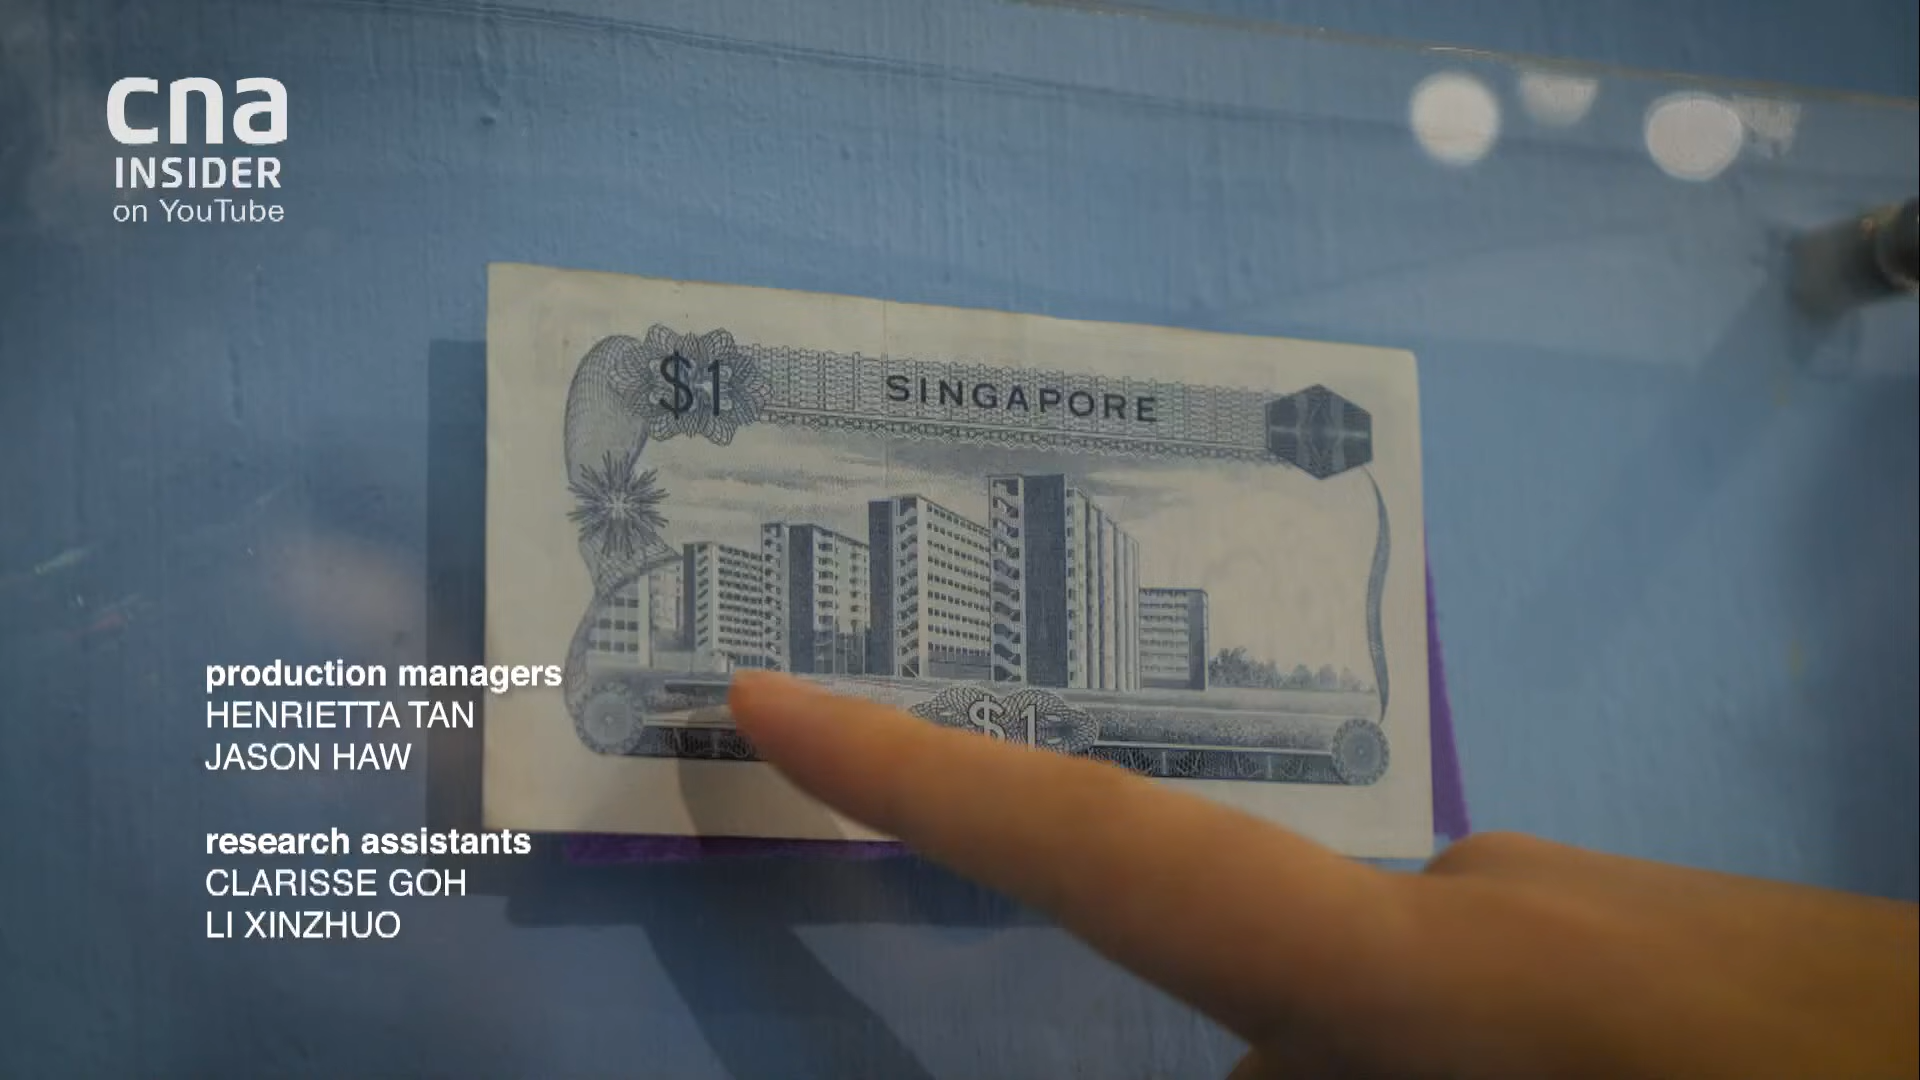 cna
INSIDER
on YouTube
$1
SINGAPORE
$1
production managers
HENRIETTA TAN
JASON HAW
research assistants
CLARISSE GOH
LI XINZHUO